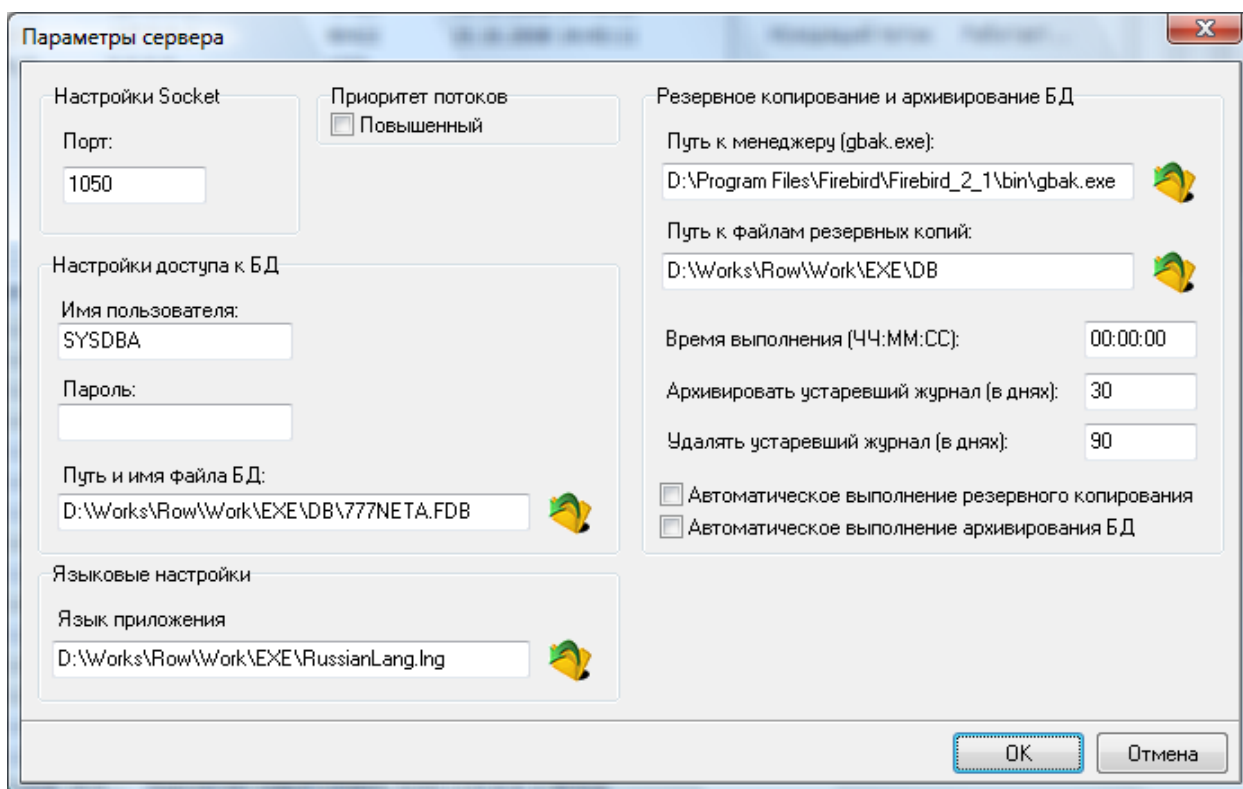 Параметры сервера
Настройки Socket
Порт:
1050
Приоритет потоков
Повышенный
Настройки доступа к БД
Имя пользователя:
SYSDBA
Пароль:
Путь и имя файла БД:
D:\Works\Row\Work\EXE\DB\777NETA.FDB
Языковые настройки
Язык приложения
D:\Works\Row\Work\EXE\RussianLang.lng
Резервное копирование и архивирование БД
Путь к менеджеру (gbak.exe):
D:\Program Files\Firebird\Firebird_2_1\bin\gbak.exe
Путь к файлам резервных копий:
D:\Works\Row\Work\EXE\DB
Время выполнения (ЧЧ:ММ:СС): 00:00:00
Архивировать устаревший журнал (в днях): 30
Удалять устаревший журнал (в днях): 90
Автоматическое выполнение резервного копирования
Автоматическое выполнение архивирования БД
OK Отмена